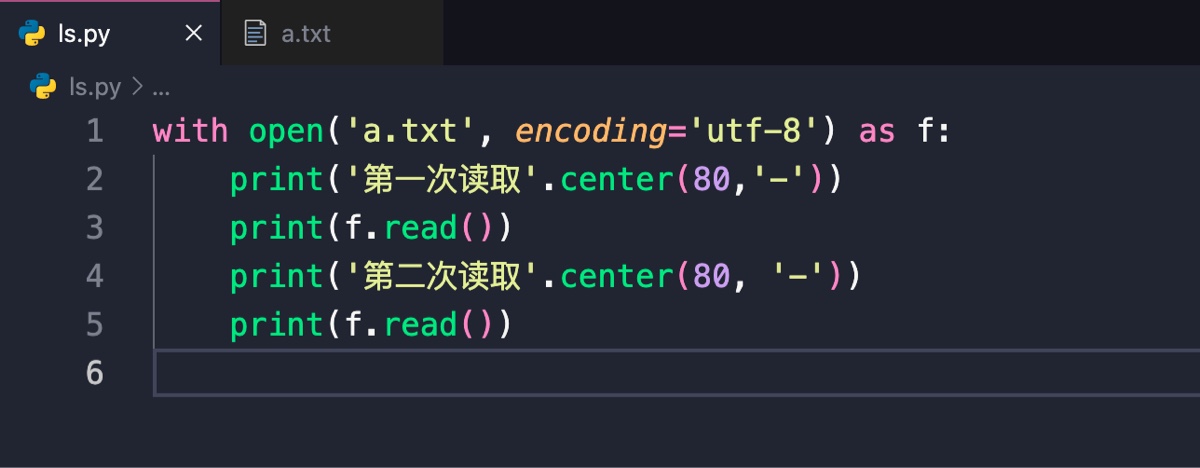 ls.py a.txt
ls.py > ...
1 with open('a.txt', encoding='utf-8') as f:
2     print('第一次读取'.center(80,'-'))
3     print(f.read())
4     print('第二次读取'.center(80, '-'))
5     print(f.read())
6